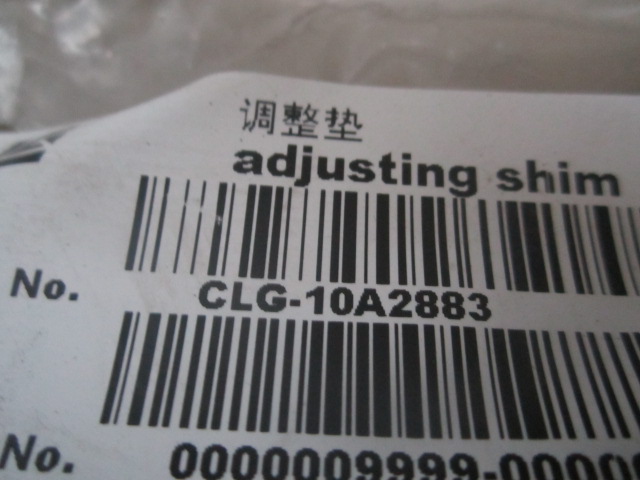 调整垫
adjusting shim
No. CLG-10A2883
No. 0000009999-0000